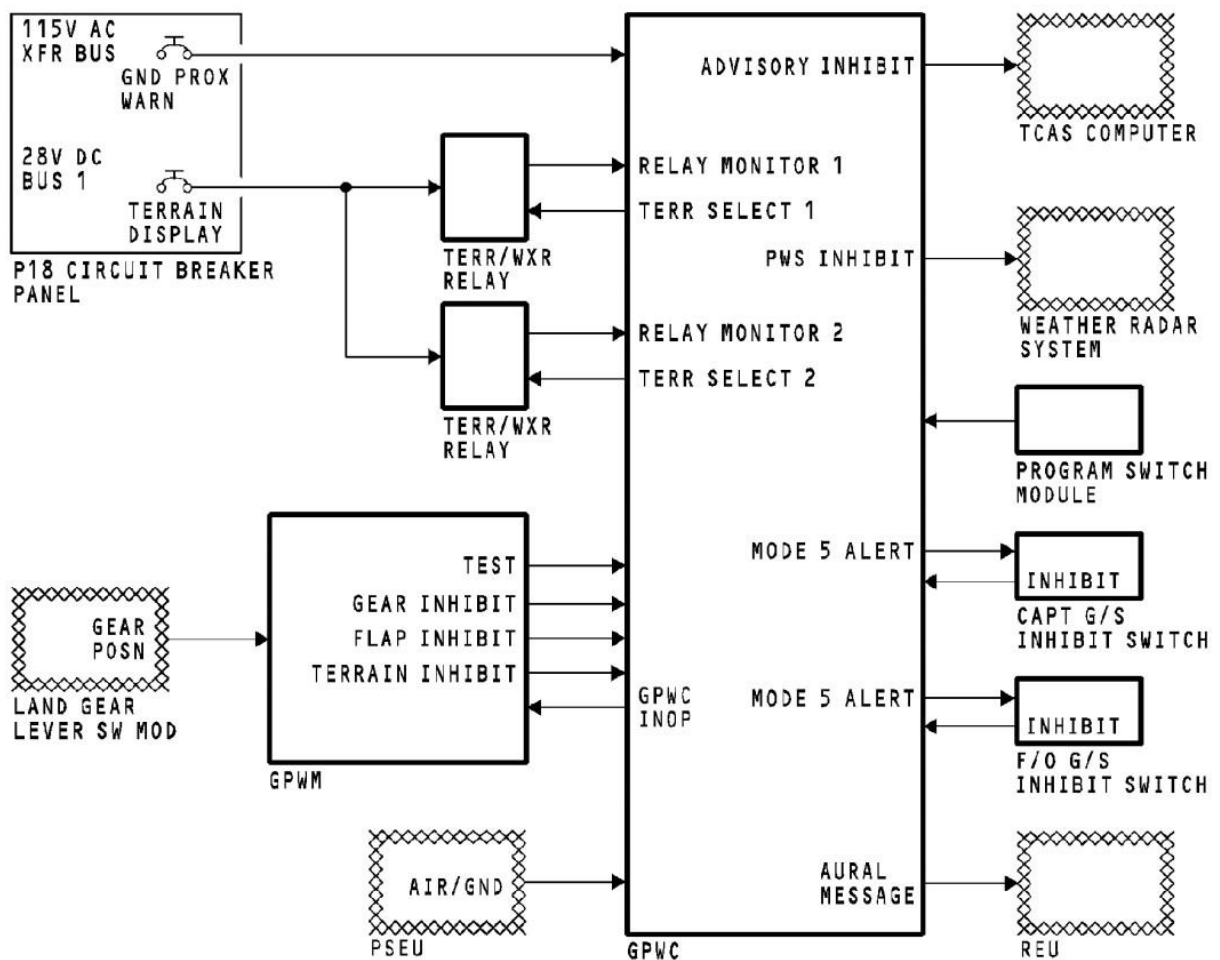 115V AC
XFR BUS
GND PROX
WARN
28V DC
BUS 1
TERRAIN
DISPLAY
P18 CIRCUIT BREAKER
PANEL
TERR/WXR
RELAY
TERR/WXR
RELAY
RELAY MONITOR 1
TERR SELECT 1
RELAY MONITOR 2
TERR SELECT 2
ADVISORY INHIBIT
TCAS COMPUTER
PWS INHIBIT
WEATHER RADAR
SYSTEM
PROGRAM SWITCH
MODULE
GEAR
POSN
LAND GEAR
LEVER SW MOD
TEST
GEAR INHIBIT
FLAP INHIBIT
TERRAIN INHIBIT
GPWM
GPWC
INOP
MODE 5 ALERT
INHIBIT
CAPT G/S
INHIBIT SWITCH
MODE 5 ALERT
INHIBIT
F/O G/S
INHIBIT SWITCH
AIR/GND
PSEU
AURAL
MESSAGE
GPWC
REU